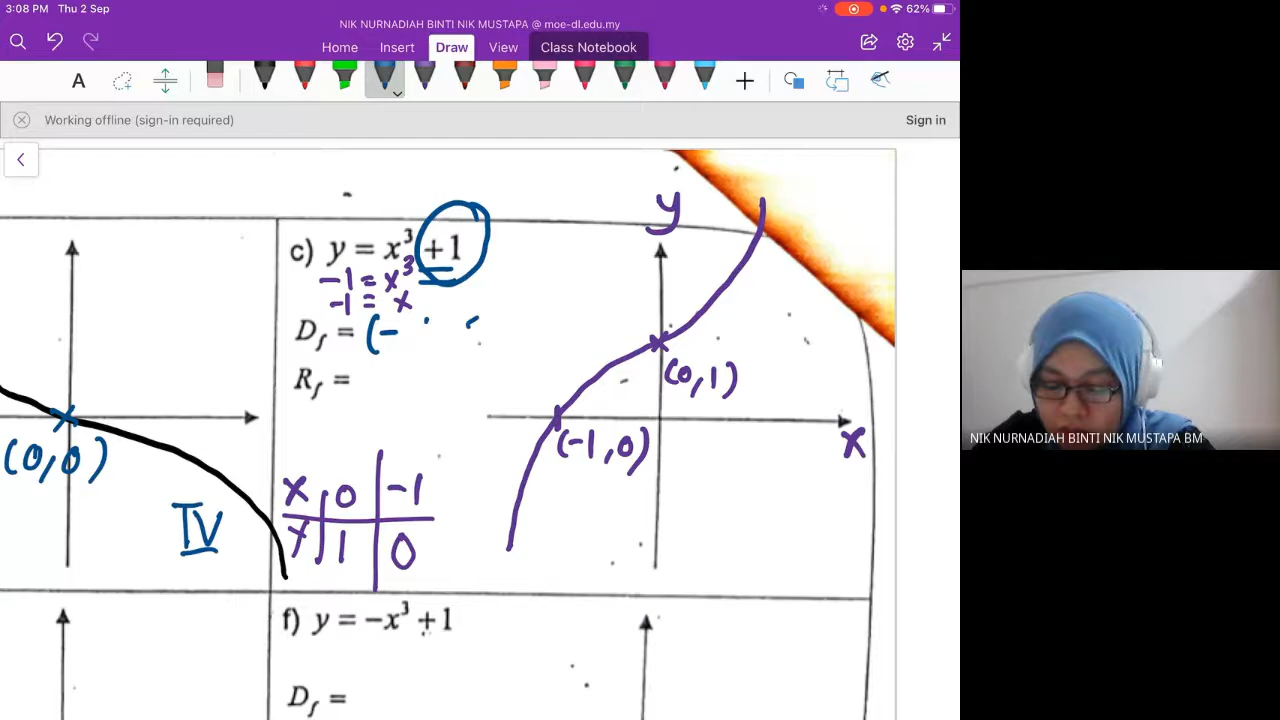 3:08 PM Thu 2 Sep
62%
NIK NURNADIAH BINTI NIK MUSTAPA @ moe-dl.edu.my
Home Insert Draw View Class Notebook
A
Working offline (sign-in required)
Sign in
c) y = x³ +1
-1 = x³
-1 = x
D_f = (-
R_f =
x 0 -1
y 1 0
y
(0,1)
(-1,0)
x
(0,0)
IV
f) y = -x³ +1
D_f =
NIK NURNADIAH BINTI NIK MUSTAPA BM